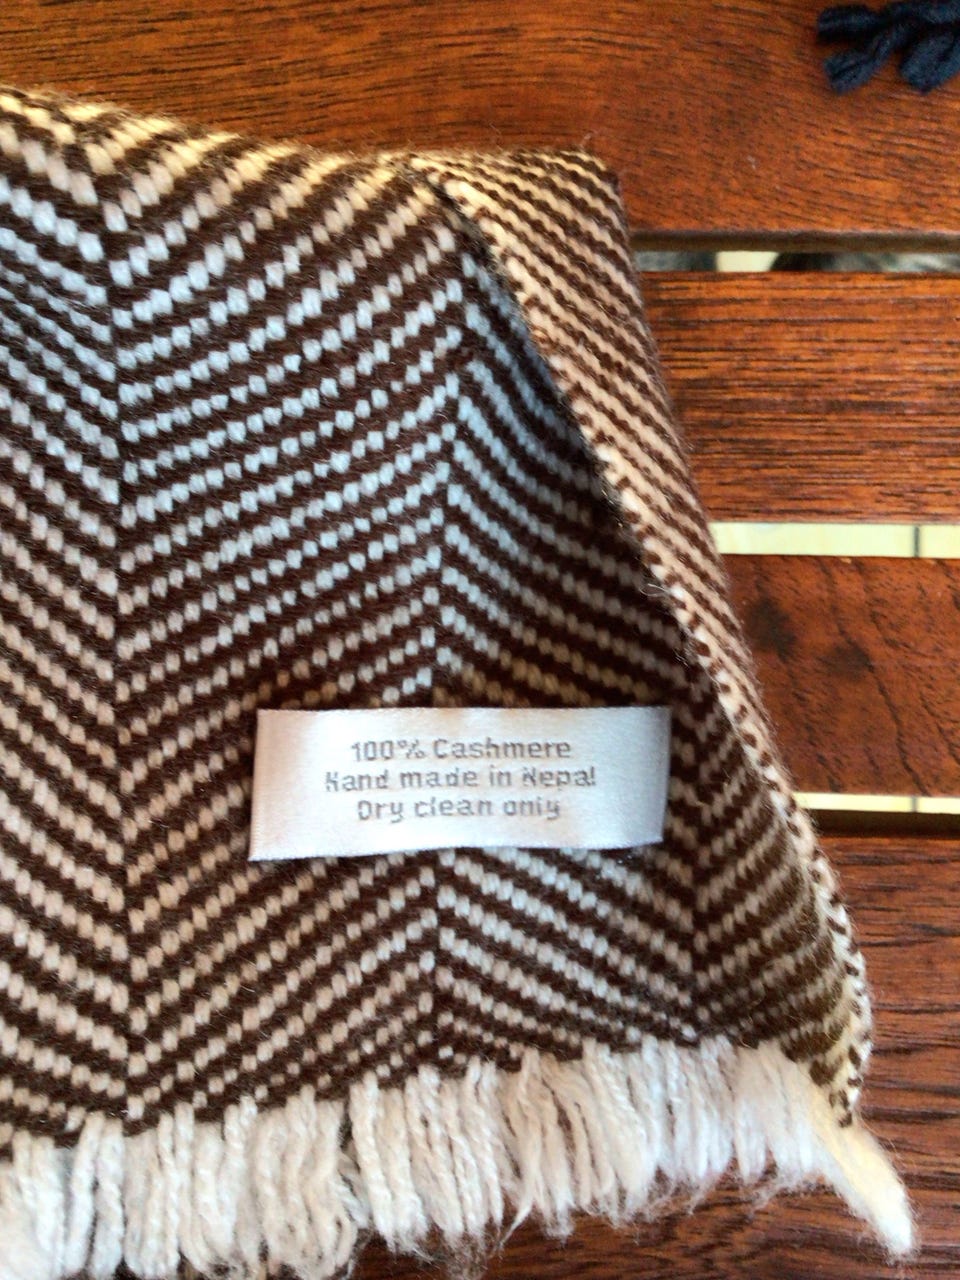 100% Cashmere
Hand made in Nepal
Dry clean only